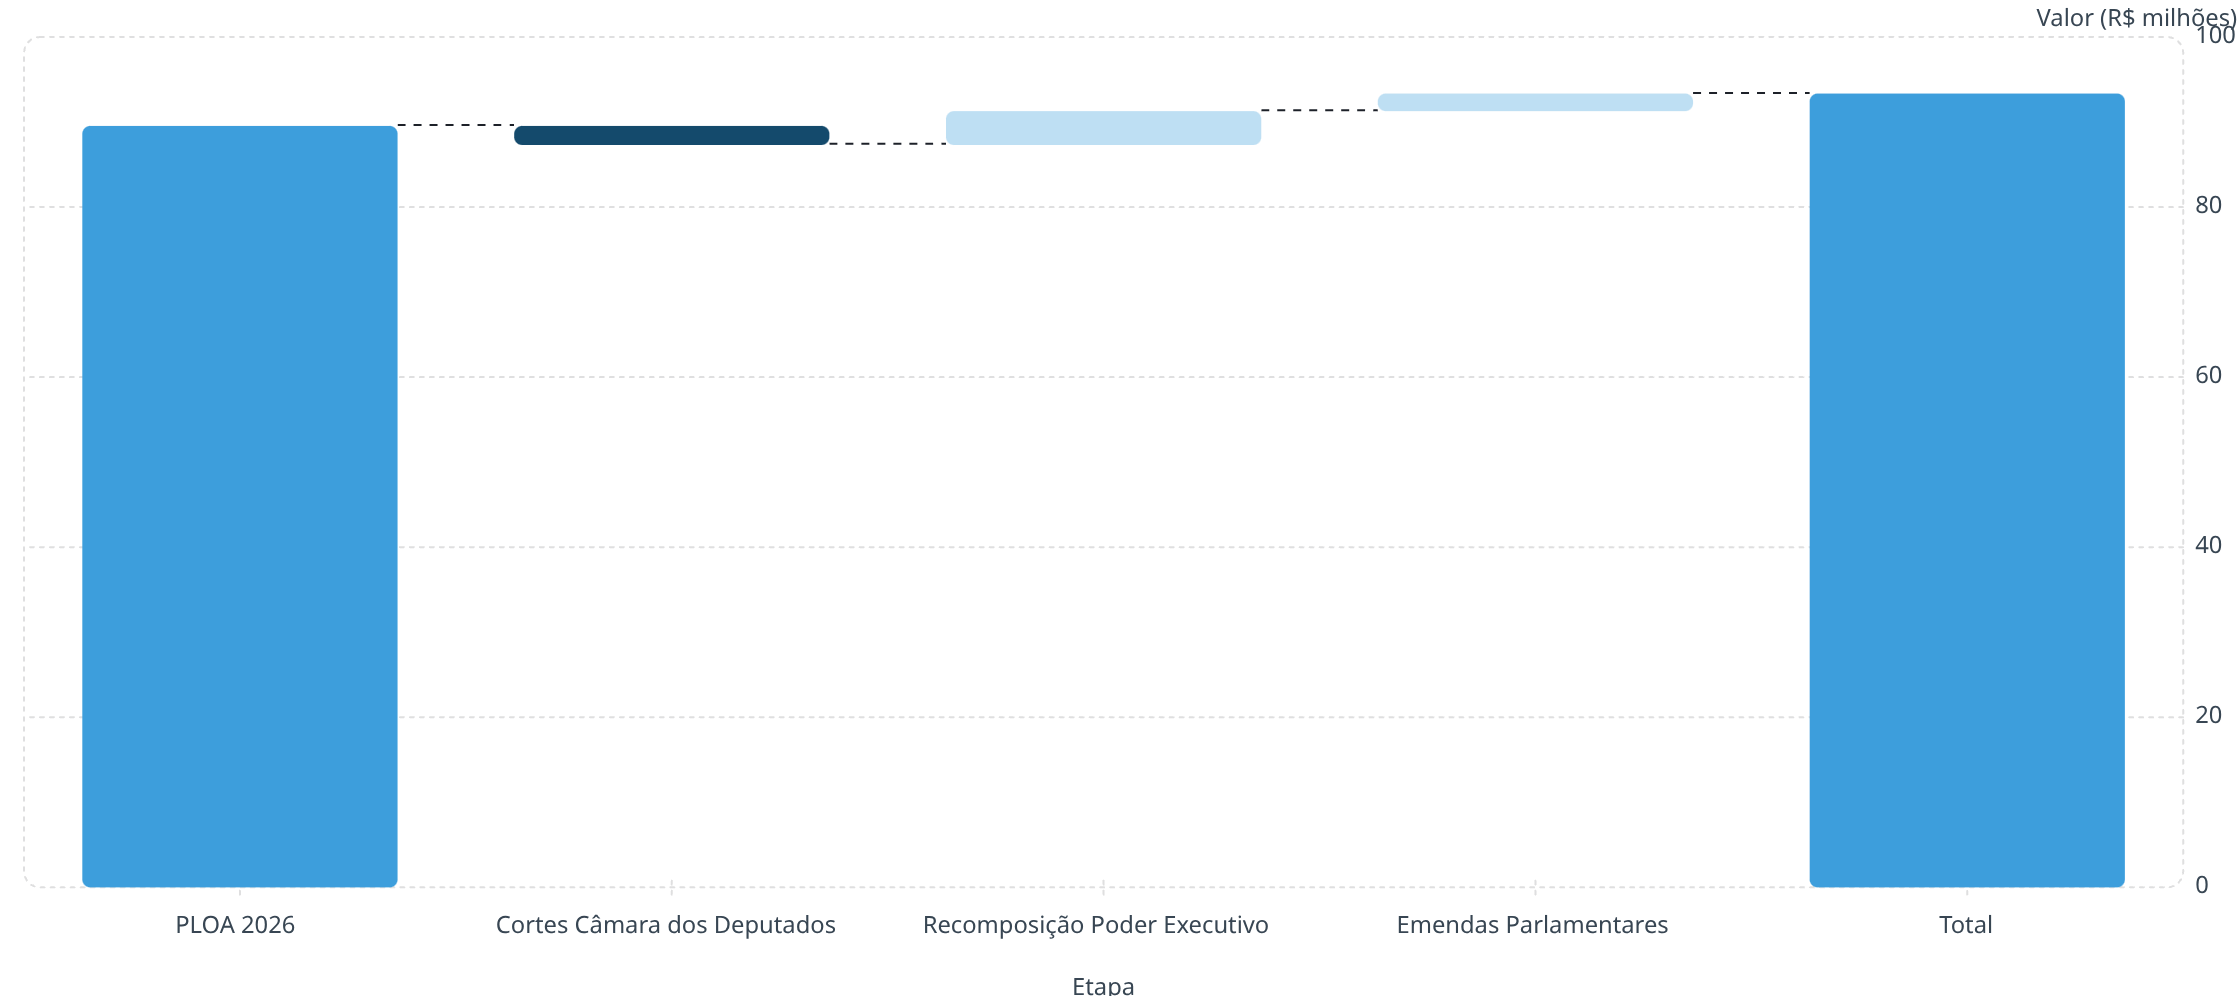 Valor (R$ milhões)
100
80
60
40
20
0
PLOA 2026
Cortes Câmara dos Deputados
Recomposição Poder Executivo
Emendas Parlamentares
Total
Etapa